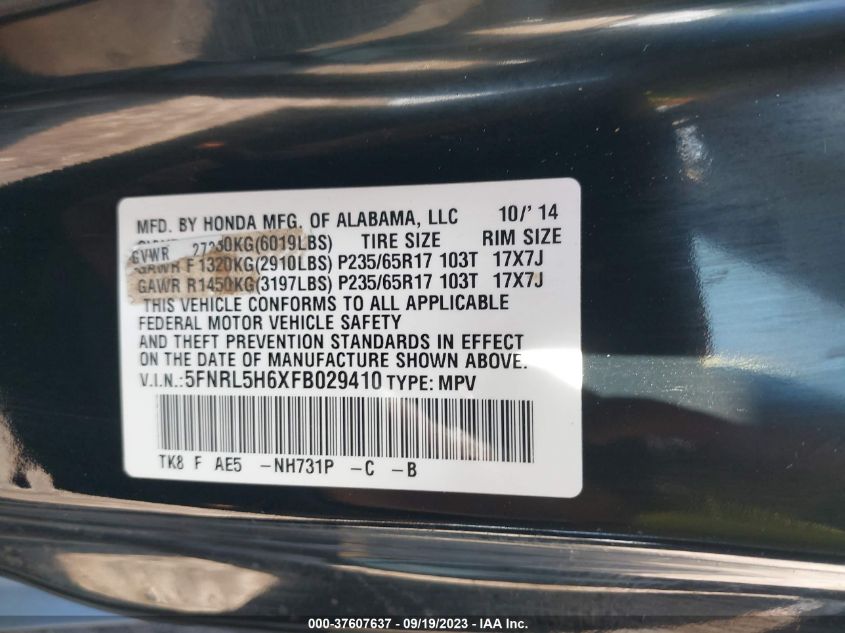 MFD. BY HONDA MFG. OF ALABAMA, LLC 10/'14
GVWR KG(6019LBS) TIRE SIZE RIM SIZE
GAWR F 1320KG(2910LBS) P235/65R17 103T 17X7J
GAWR R1450KG(3197LBS) P235/65R17 103T 17X7J
THIS VEHICLE CONFORMS TO ALL APPLICABLE
FEDERAL MOTOR VEHICLE SAFETY
AND THEFT PREVENTION STANDARDS IN EFFECT
ON THE DATE OF MANUFACTURE SHOWN ABOVE.
V.I.N.:5FNRL5H6XFB029410 TYPE: MPV
TK8 F AE5 -NH731P -C -B
000-37607637 - 09/19/2023 - IAA Inc.